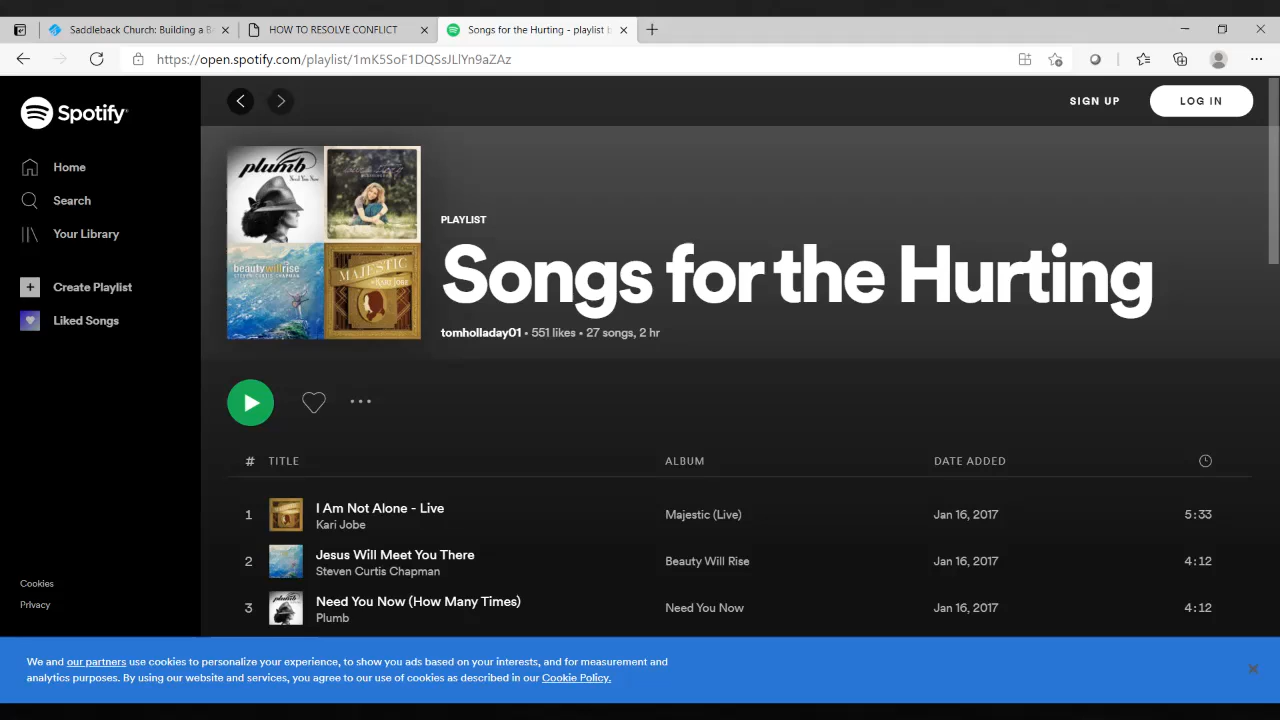 Saddleback Church: Building a B
HOW TO RESOLVE CONFLICT
Songs for the Hurting - playlist b
https://open.spotify.com/playlist/1mK5SoF1DQSsJLlYn9aZAz
Spotify
Home
Search
Your Library
Create Playlist
Liked Songs
Cookies
Privacy
SIGN UP
LOG IN
plumb
Need You Now
beautywillrise
STEVEN CURTIS CHAPMAN
MAJESTIC
Kari Jobe
PLAYLIST
Songs for the Hurting
tomholladay01 • 551 likes • 27 songs, 2 hr
# TITLE ALBUM DATE ADDED
1 I Am Not Alone - Live Majestic (Live) Jan 16, 2017 5:33
Kari Jobe
2 Jesus Will Meet You There Beauty Will Rise Jan 16, 2017 4:12
Steven Curtis Chapman
3 Need You Now (How Many Times) Need You Now Jan 16, 2017 4:12
Plumb
We and our partners use cookies to personalize your experience, to show you ads based on your interests, and for measurement and
analytics purposes. By using our website and services, you agree to our use of cookies as described in our Cookie Policy.